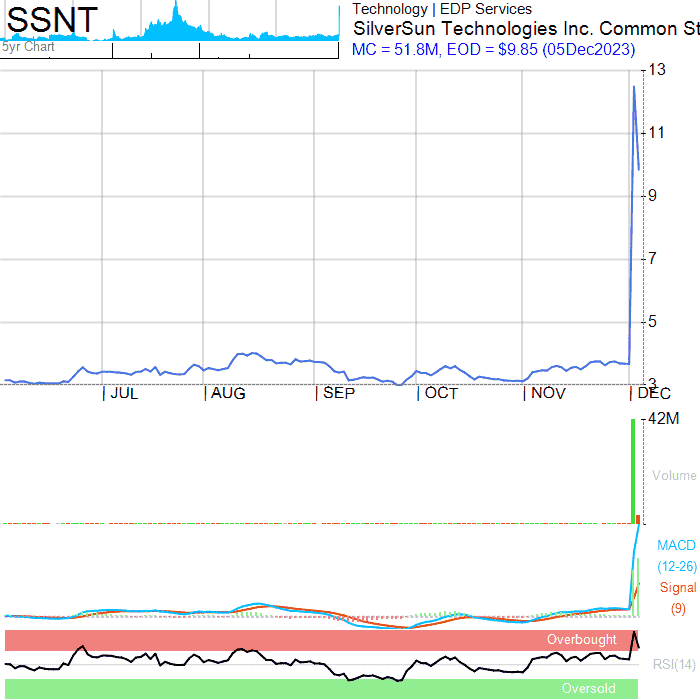 SSNT
5yr Chart
Technology | EDP Services
SilverSun Technologies Inc. Common St
MC = 51.8M, EOD = $9.85 (05Dec2023)
13
11
9
7
5
3
JUL
AUG
SEP
OCT
NOV
DEC
42M
Volume
MACD
(12-26)
Signal
(9)
Overbought
RSI(14)
Oversold